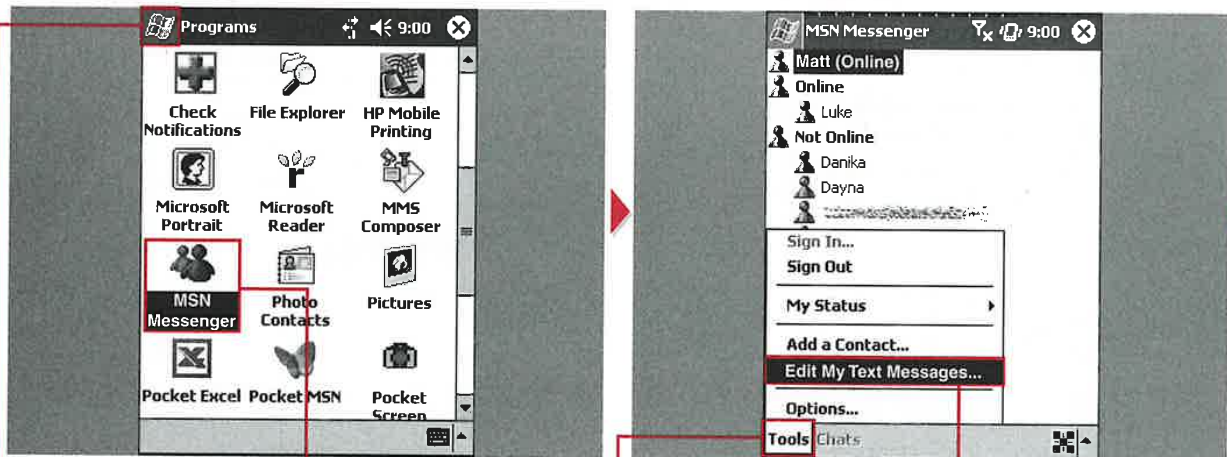 Programs 9:00
Check Notifications
File Explorer
HP Mobile Printing
Microsoft Portrait
Microsoft Reader
MMS Composer
MSN Messenger
Photo Contacts
Pictures
Pocket Excel
Pocket MSN
Pocket Screen
MSN Messenger 9:00
Matt (Online)
Online
Luke
Not Online
Danika
Dayna
Sign In...
Sign Out
My Status
Add a Contact...
Edit My Text Messages...
Options...
Tools Chats